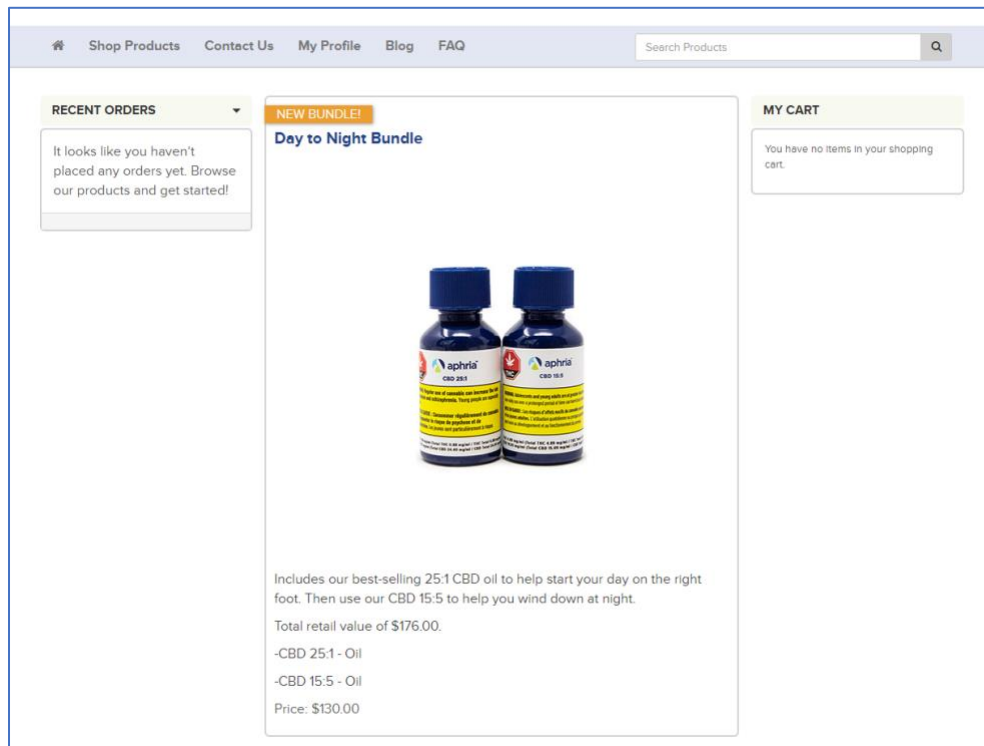 Shop Products Contact Us My Profile Blog FAQ
Search Products
RECENT ORDERS
It looks like you haven't
placed any orders yet. Browse
our products and get started!
NEW BUNDLE!
Day to Night Bundle
aphria
CBD 25:1
aphria
CBD 15:5
Includes our best-selling 25:1 CBD oil to help start your day on the right
foot. Then use our CBD 15:5 to help you wind down at night.
Total retail value of $176.00.
-CBD 25:1 - Oil
-CBD 15:5 - Oil
Price: $130.00
MY CART
You have no items in your shopping
cart.